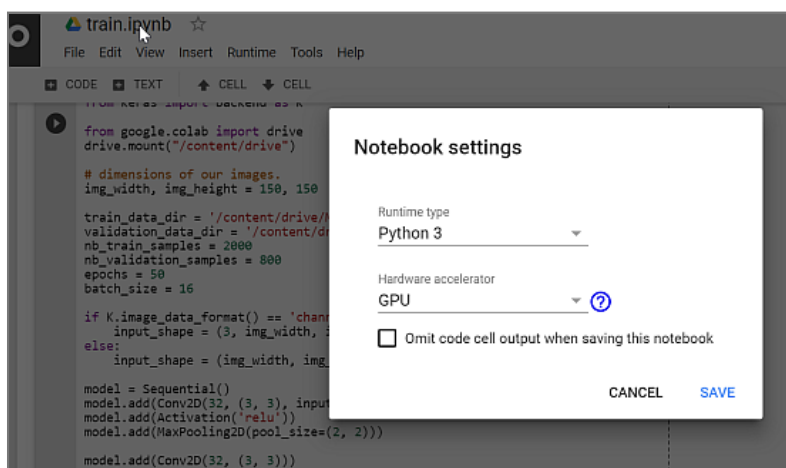 train.ipynb
File Edit View Insert Runtime Tools Help
CODE TEXT CELL CELL
from keras import backend as K
from google.colab import drive
drive.mount("/content/drive")
# dimensions of our images.
img_width, img_height = 150, 150
train_data_dir = '/content/drive/
validation_data_dir = '/content/dr
nb_train_samples = 2000
nb_validation_samples = 800
epochs = 50
batch_size = 16
if K.image_data_format() == 'chann
input_shape = (3, img_width,
else:
input_shape = (img_width, img_
model = Sequential()
model.add(Conv2D(32, (3, 3), input
model.add(Activation('relu'))
model.add(MaxPooling2D(pool_size=(2, 2)))
model.add(Conv2D(32, (3, 3)))
Notebook settings
Runtime type
Python 3
Hardware accelerator
GPU ?
Omit code cell output when saving this notebook
CANCEL SAVE